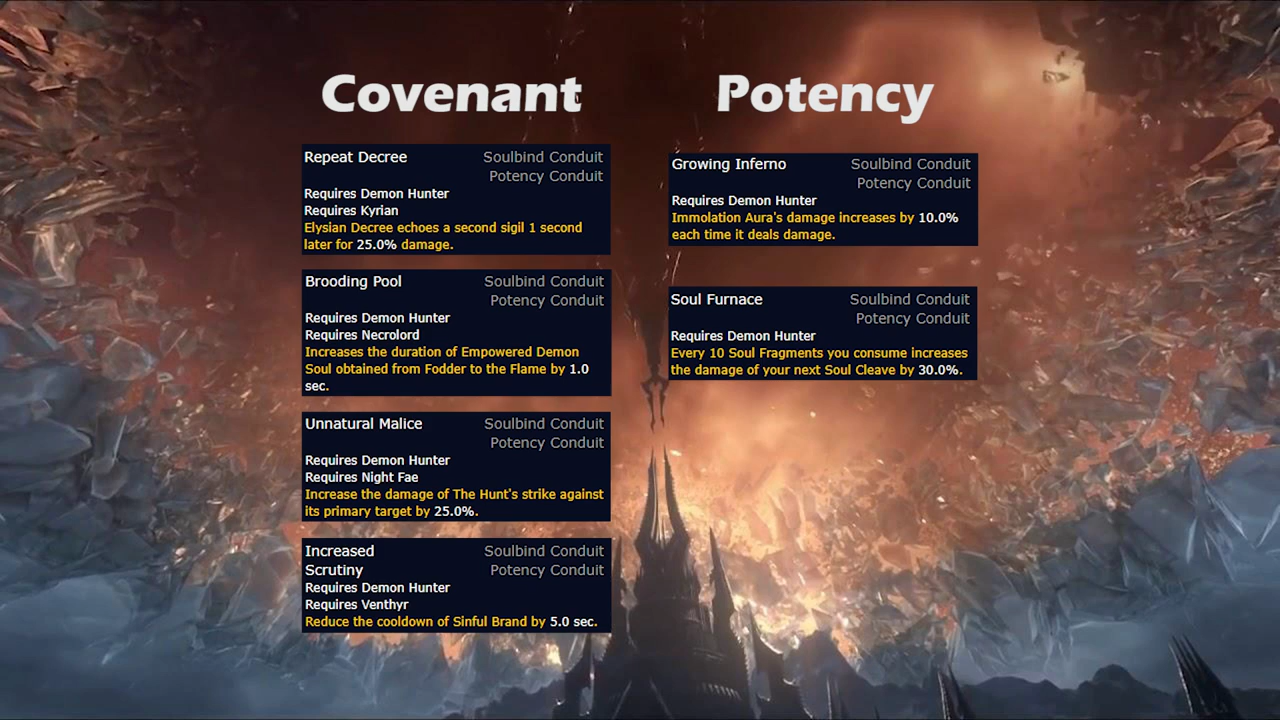 Covenant
Repeat Decree Soulbind Conduit
Potency Conduit
Requires Demon Hunter
Requires Kyrian
Elysian Decree echoes a second sigil 1 second
later for 25.0% damage.
Brooding Pool Soulbind Conduit
Potency Conduit
Requires Demon Hunter
Requires Necrolord
Increases the duration of Empowered Demon
Soul obtained from Fodder to the Flame by 1.0
sec.
Unnatural Malice Soulbind Conduit
Potency Conduit
Requires Demon Hunter
Requires Night Fae
Increase the damage of The Hunt's strike against
its primary target by 25.0%.
Increased Soulbind Conduit
Scrutiny Potency Conduit
Requires Demon Hunter
Requires Venthyr
Reduce the cooldown of Sinful Brand by 5.0 sec.
Potency
Growing Inferno Soulbind Conduit
Potency Conduit
Requires Demon Hunter
Immolation Aura's damage increases by 10.0%
each time it deals damage.
Soul Furnace Soulbind Conduit
Potency Conduit
Requires Demon Hunter
Every 10 Soul Fragments you consume increases
the damage of your next Soul Cleave by 30.0%.